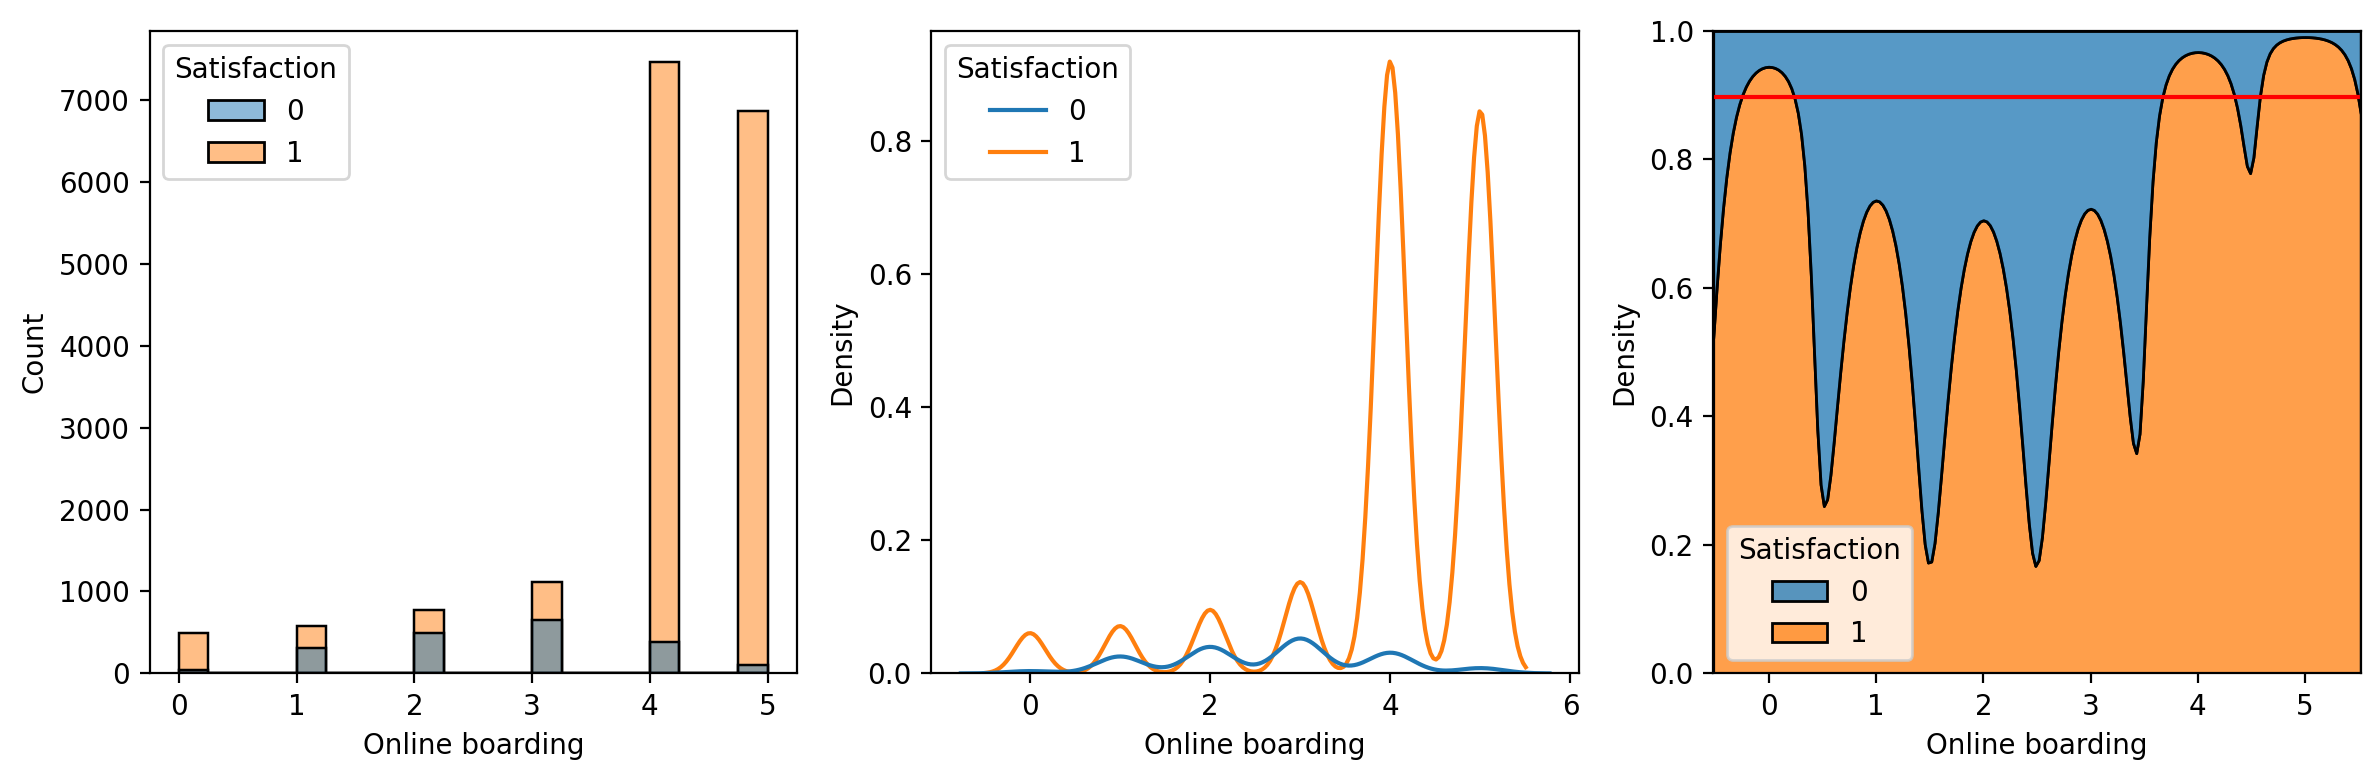 Satisfaction
0
1
7000
6000
5000
4000
3000
2000
1000
0
Count
0 1 2 3 4 5
Online boarding
Satisfaction
0
1
0.8
0.6
0.4
0.2
0.0
Density
0 2 4 6
Online boarding
1.0
0.8
0.6
0.4
0.2
0.0
Density
Satisfaction
0
1
0 1 2 3 4 5
Online boarding